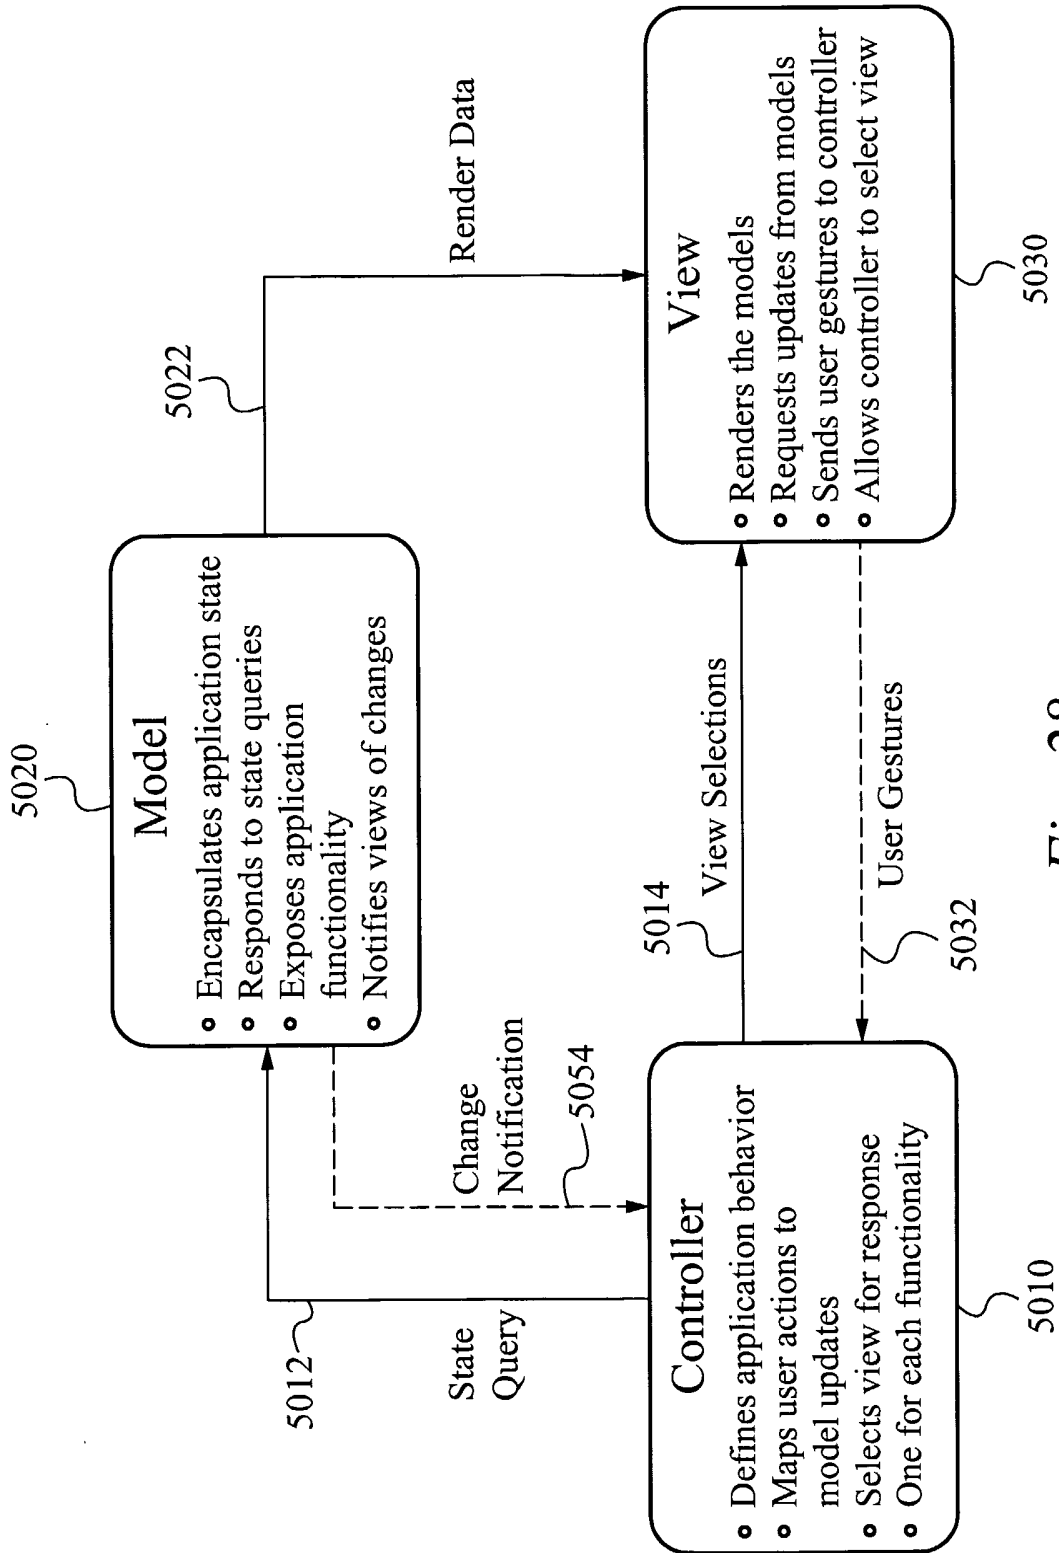 5020
Model
Encapsulates application state
Responds to state queries
Exposes application
functionality
Notifies views of changes
5022
Render Data
5012
State
Query
Change
Notification
5054
Controller
Defines application behavior
Maps user actions to
model updates
Selects view for response
One for each functionality
5010
5014
View Selections
User Gestures
5032
View
Renders the models
Requests updates from models
Sends user gestures to controller
Allows controller to select view
5030